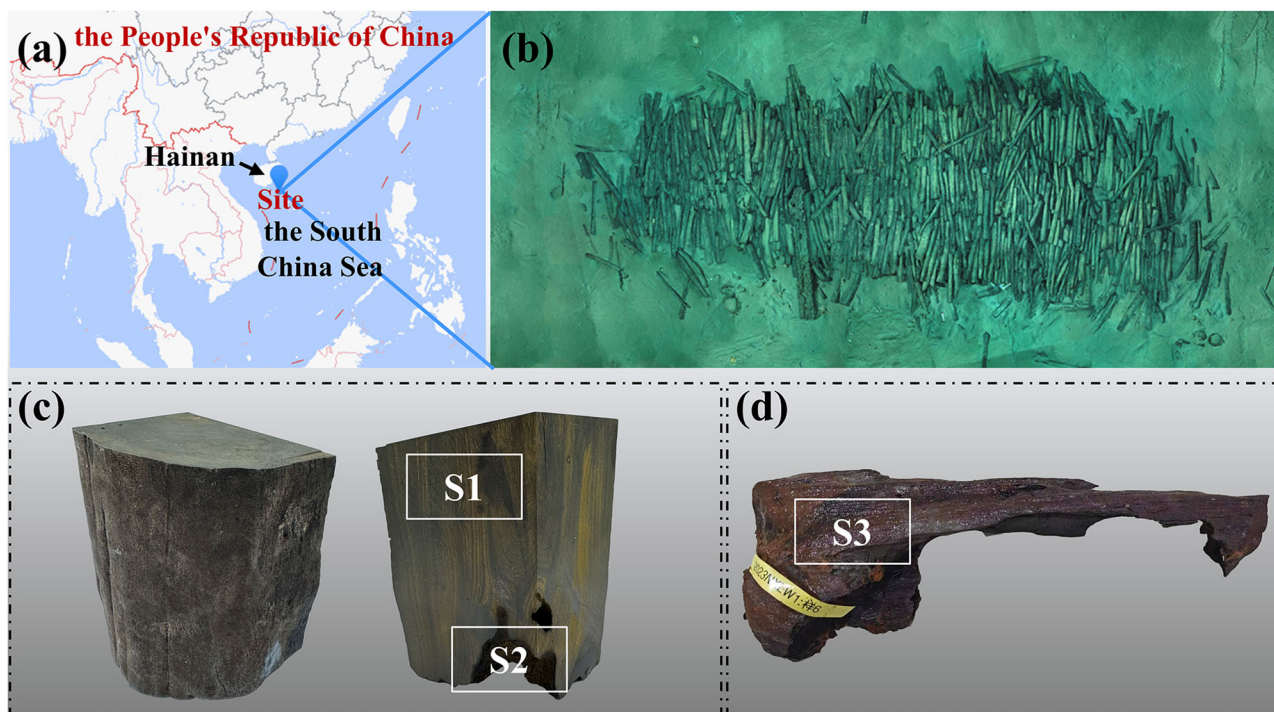 (a)
the People's Republic of China
Hainan
Site
the South
China Sea
(b)
(c)
S1
S2
(d)
S3